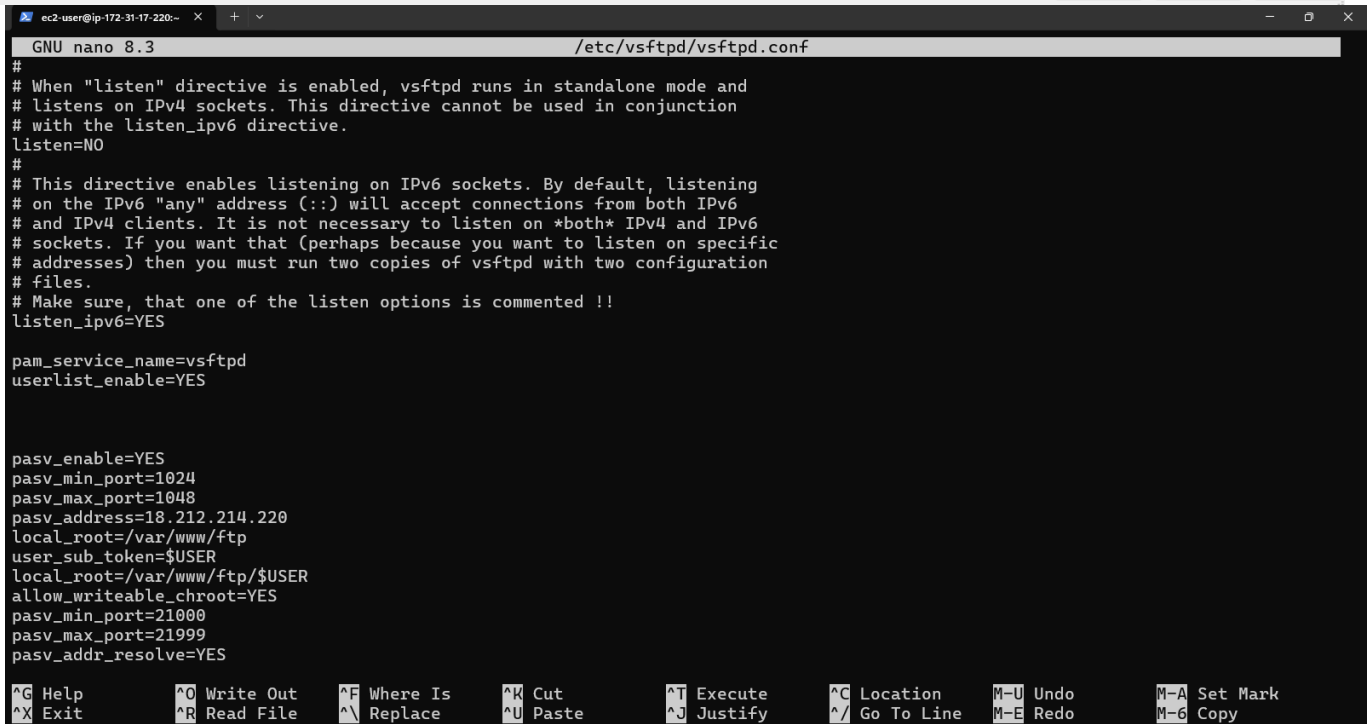 ec2-user@ip-172-31-17-220:~
GNU nano 8.3 /etc/vsftpd/vsftpd.conf
#
# When "listen" directive is enabled, vsftpd runs in standalone mode and
# listens on IPv4 sockets. This directive cannot be used in conjunction
# with the listen_ipv6 directive.
listen=NO
#
# This directive enables listening on IPv6 sockets. By default, listening
# on the IPv6 "any" address (::) will accept connections from both IPv6
# and IPv4 clients. It is not necessary to listen on *both* IPv4 and IPv6
# sockets. If you want that (perhaps because you want to listen on specific
# addresses) then you must run two copies of vsftpd with two configuration
# files.
# Make sure, that one of the listen options is commented !!
listen_ipv6=YES
pam_service_name=vsftpd
userlist_enable=YES
pasv_enable=YES
pasv_min_port=1024
pasv_max_port=1048
pasv_address=18.212.214.220
local_root=/var/www/ftp
user_sub_token=$USER
local_root=/var/www/ftp/$USER
allow_writeable_chroot=YES
pasv_min_port=21000
pasv_max_port=21999
pasv_addr_resolve=YES
^G Help ^O Write Out ^F Where Is ^K Cut ^T Execute ^C Location M-U Undo M-A Set Mark
^X Exit ^R Read File ^\ Replace ^U Paste ^J Justify ^/ Go To Line M-E Redo M-6 Copy